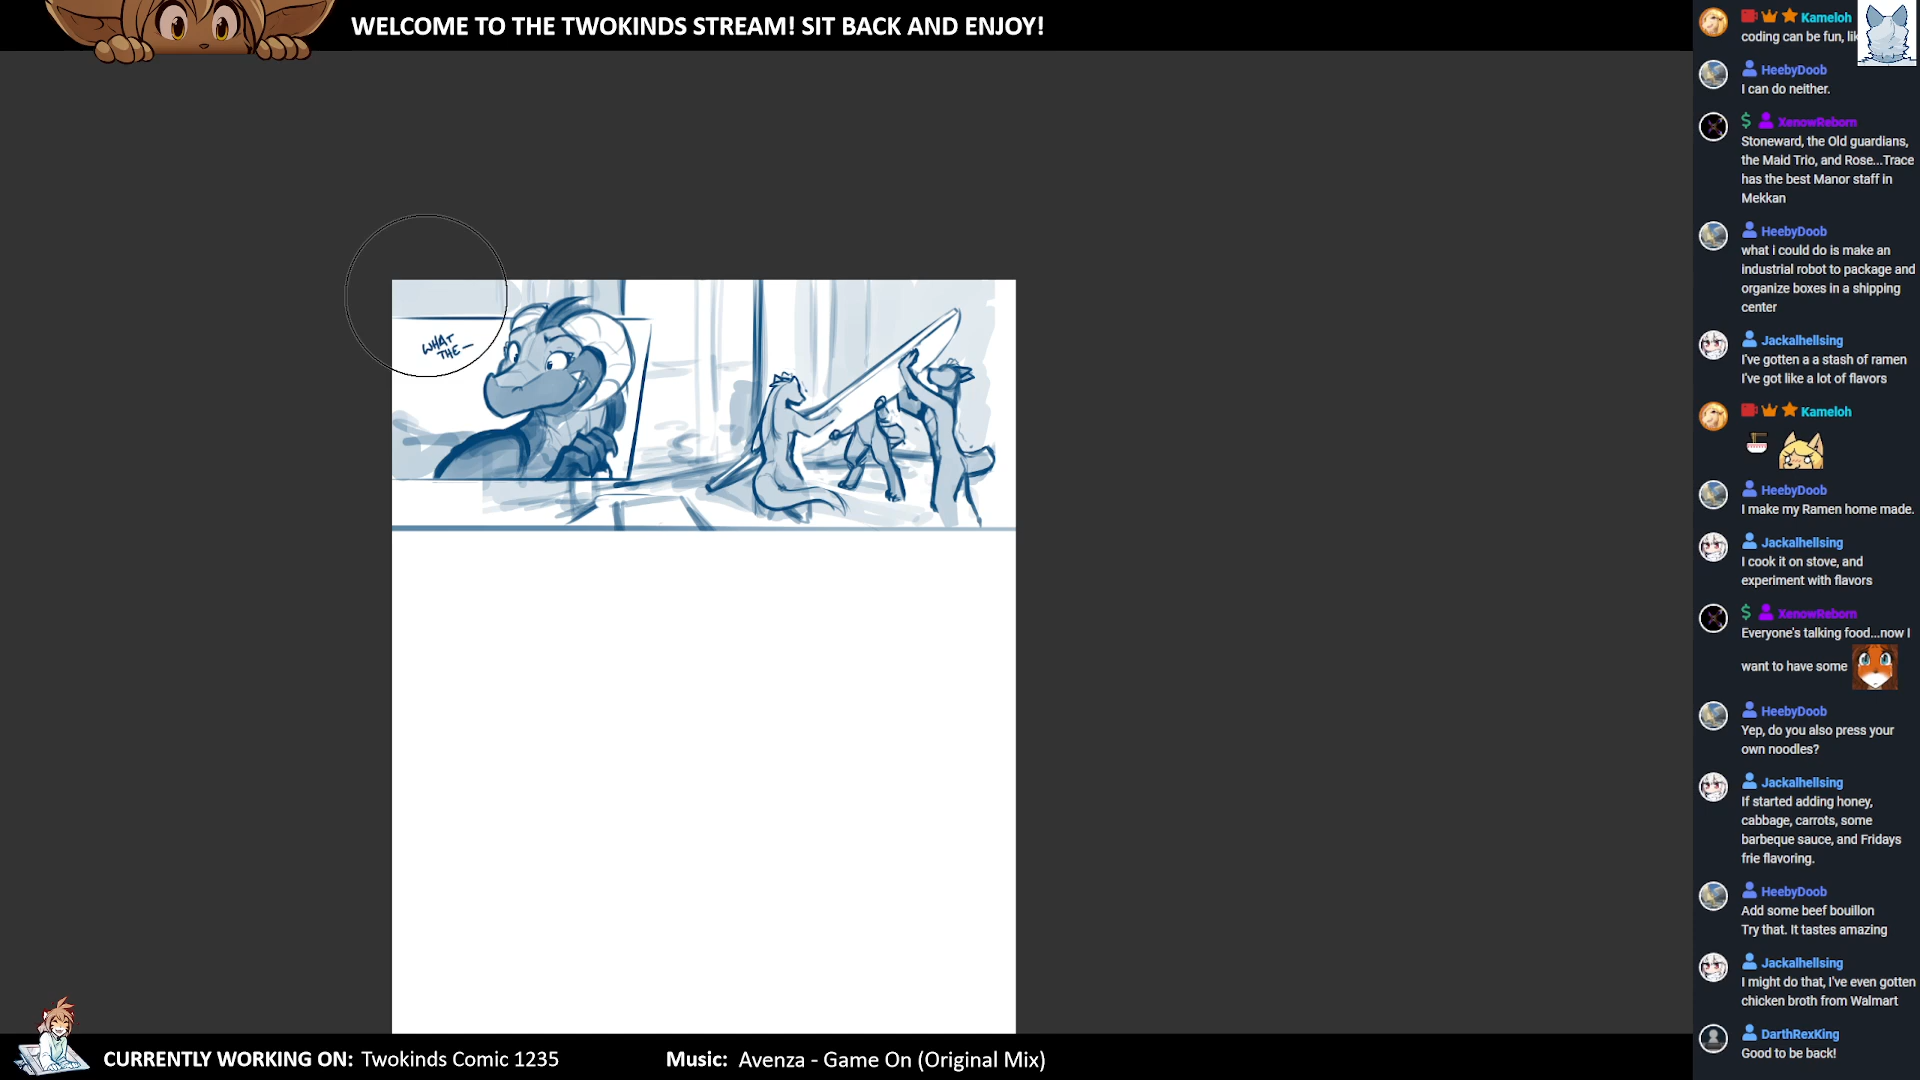 WELCOME TO THE TWOKINDS STREAM! SIT BACK AND ENJOY!
WHAT
THE—
Kameloh
coding can be fun,
HeebyDoob
I can do neither.
$ XenowReborn
Stoneward, the Old guardians,
the Maid Trio, and Rose...Trace
has the best Manor staff in
Mekkan
HeebyDoob
what i could do is make an
industrial robot to package and
organize boxes in a shipping
center
Jackalhellsing
I've gotten a a stash of ramen
I've got like a lot of flavors
Kameloh
HeebyDoob
I make my Ramen home made.
Jackalhellsing
I cook it on stove, and
experiment with flavors
$ XenowReborn
Everyone's talking food...now I
want to have some
HeebyDoob
Yep, do you also press your
own noodles?
Jackalhellsing
If started adding honey,
cabbage, carrots, some
barbeque sauce, and Fridays
frie flavoring.
HeebyDoob
Add some beef bouillon
Try that. It tastes amazing
Jackalhellsing
I might do that, I've even gotten
chicken broth from Walmart
DarthRexKing
Good to be back!
CURRENTLY WORKING ON: Twokinds Comic 1235
Music: Avenza - Game On (Original Mix)